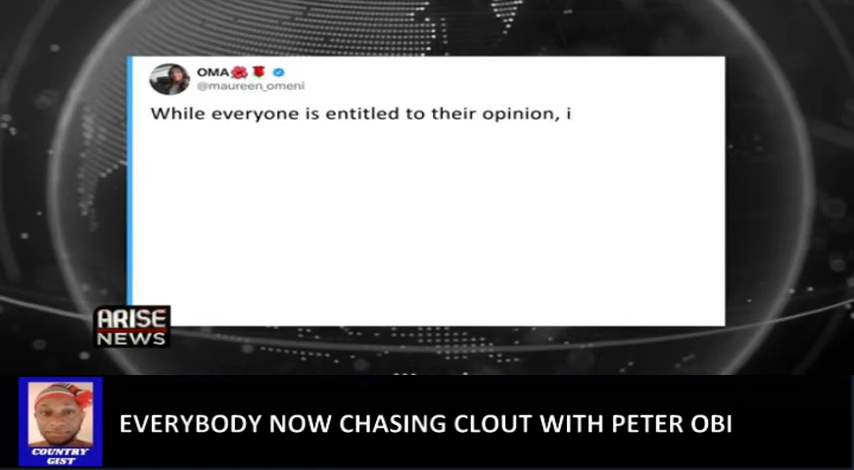 OMA
@maureen_omeni
While everyone is entitled to their opinion, i
ARISE
NEWS
COUNTRY
GIST
EVERYBODY NOW CHASING CLOUT WITH PETER OBI